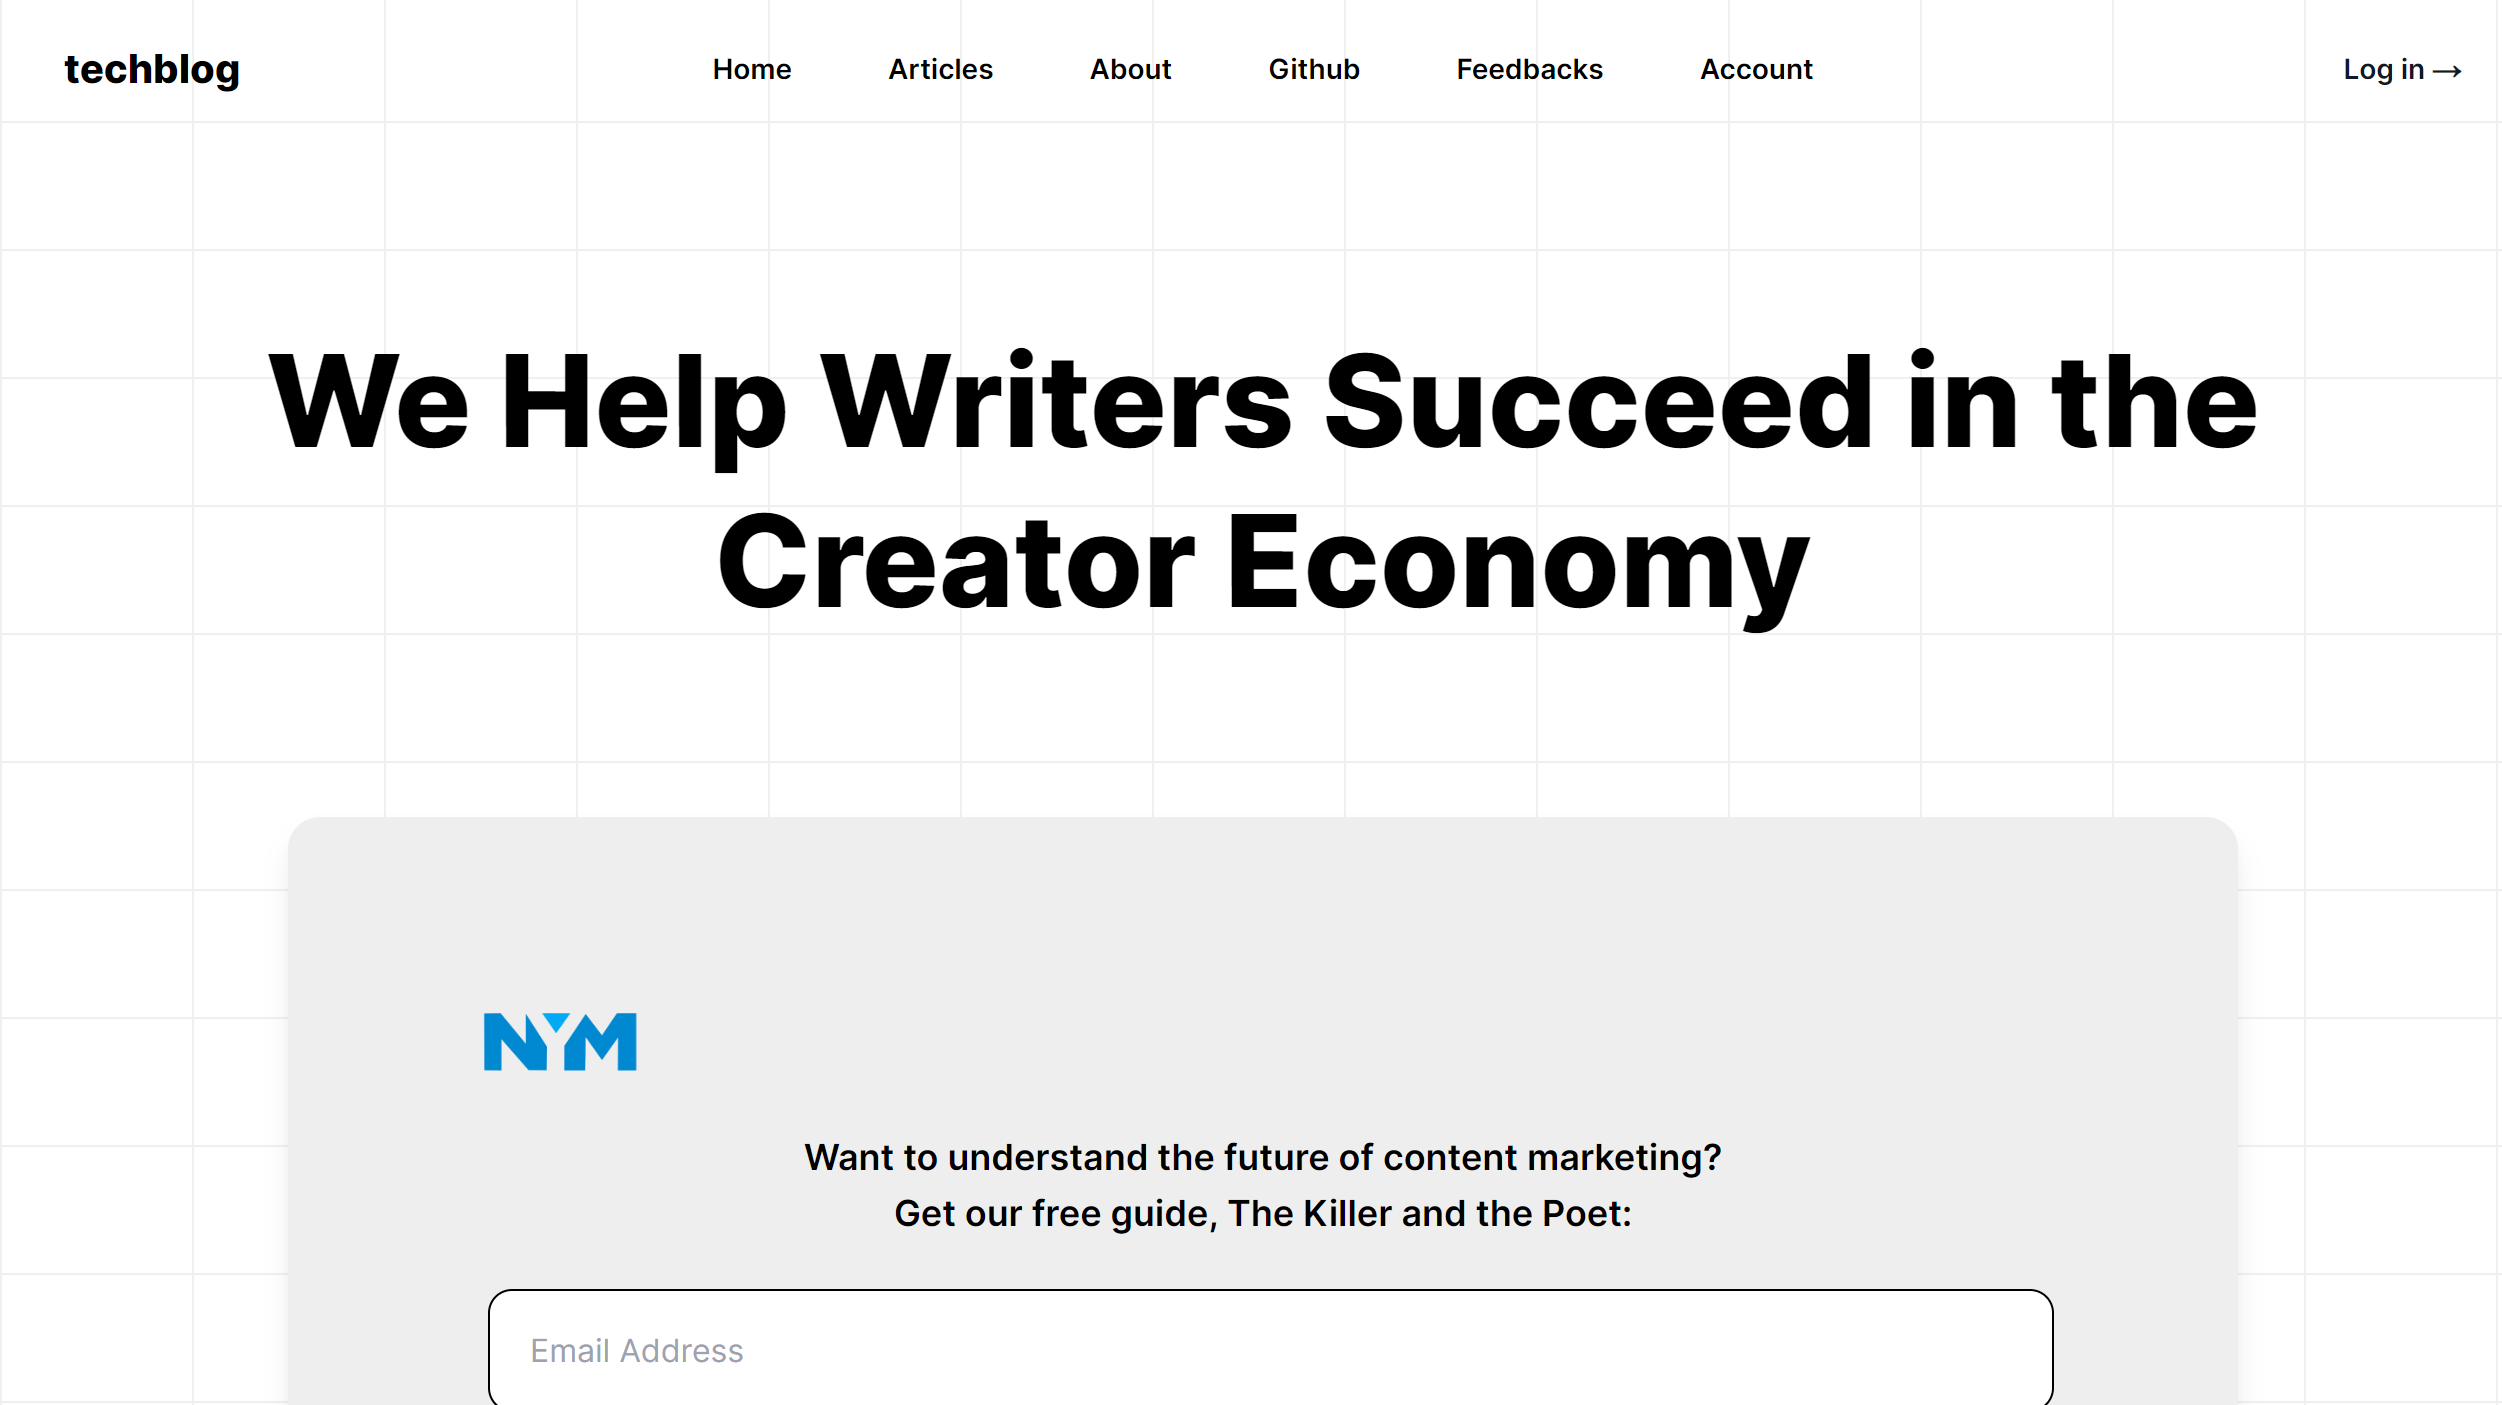 techblog
Home Articles About Github Feedbacks Account
Log in →
We Help Writers Succeed in the
Creator Economy
NYM
Want to understand the future of content marketing?
Get our free guide, The Killer and the Poet:
Email Address